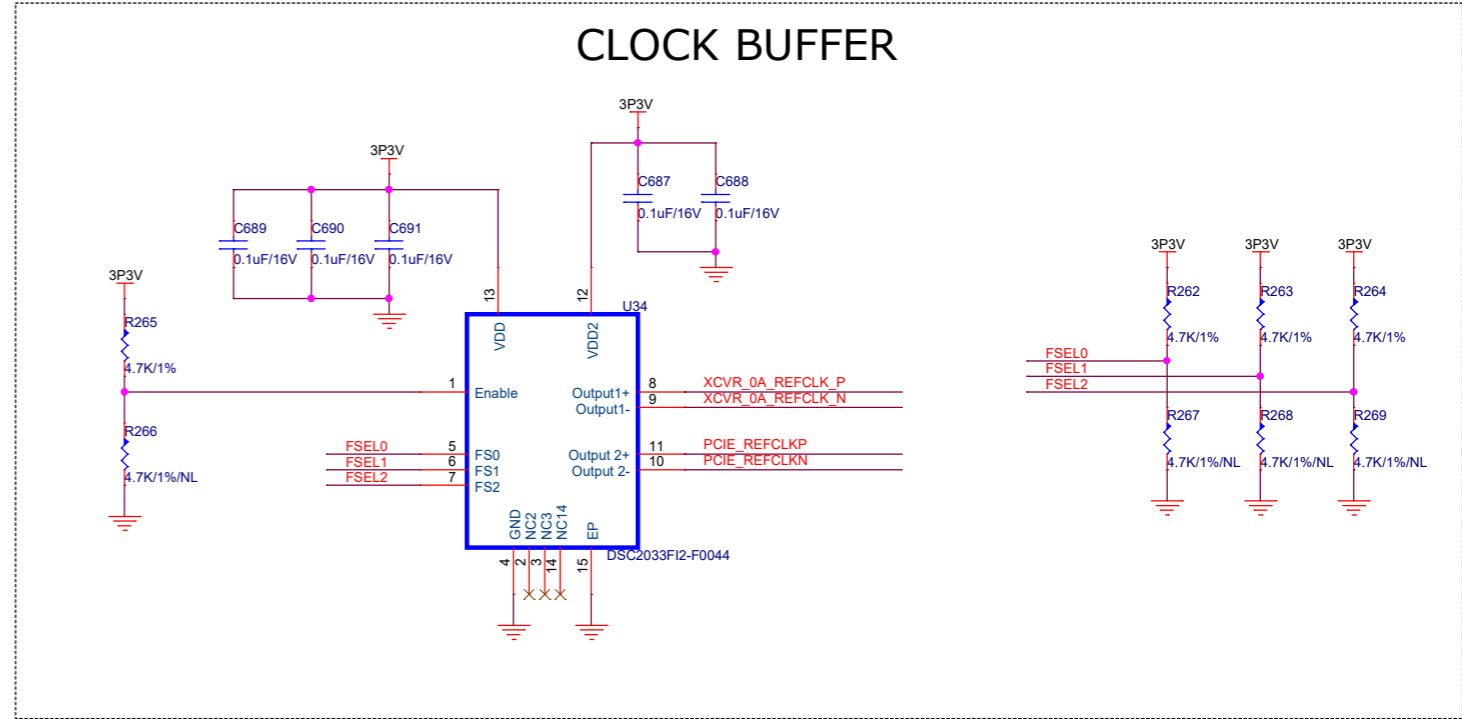 CLOCK BUFFER
3P3V
3P3V
C687
0.1uF/16V
C688
0.1uF/16V
C689
0.1uF/16V
C690
0.1uF/16V
C691
0.1uF/16V
3P3V
R265
4.7K/1%
R266
4.7K/1%/NL
13
12
U34
VDD
VDD2
1
Enable
Output1+
8
XCVR_0A_REFCLK_P
Output1-
9
XCVR_0A_REFCLK_N
FSEL0
5
FS0
FSEL1
6
FS1
FSEL2
7
FS2
Output 2+
11
PCIE_REFCLKP
Output 2-
10
PCIE_REFCLKN
GND
NC2
NC3
NC14
EP
4
2
3
14
15
DSC2033FI2-F0044
3P3V
3P3V
3P3V
R262
R263
R264
4.7K/1%
4.7K/1%
4.7K/1%
FSEL0
FSEL1
FSEL2
R267
R268
R269
4.7K/1%/NL
4.7K/1%/NL
4.7K/1%/NL